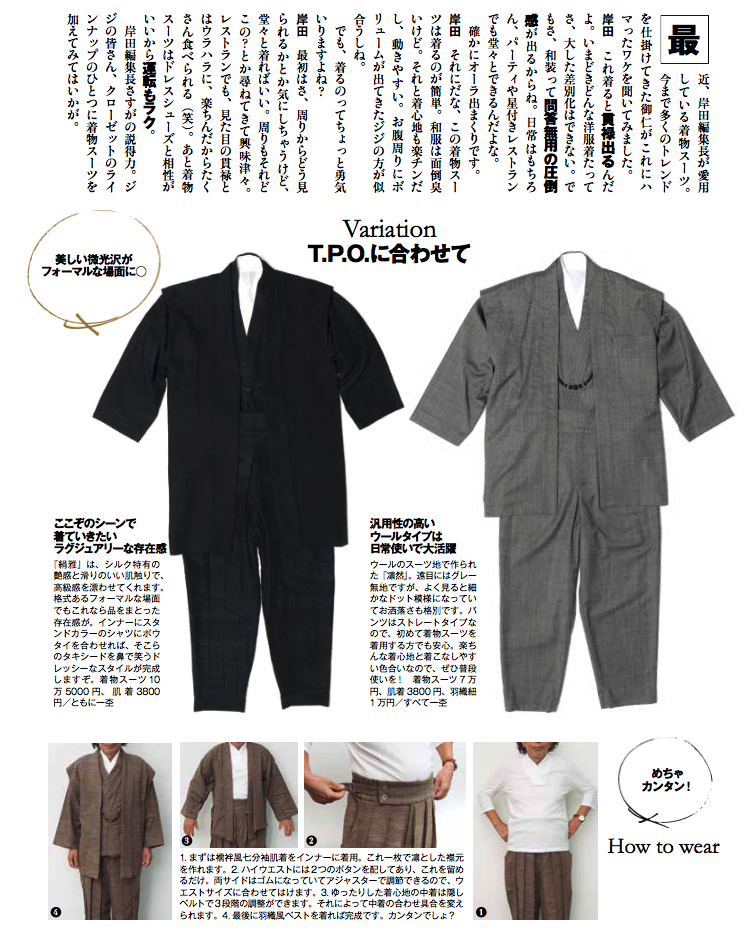 最
近、岸田編集長が愛用
している着物スーツ。
今まで多くのトレンド
を仕掛けてきた御仁がこれにハ
マったワケを聞いてみました。
岸田　これ着ると貫禄出るんだ
よ。いまどきどんな洋服着たって
さ、大した差別化はできない。で
もさ、和装って問答無用の圧倒
感が出るからね。日常はもちろ
ん、パーティや星付きレストラン
でも堂々とできるんだよな。
　確かにオーラ出まくりです。
岸田　それにだな、この着物スー
ツは着るのが簡単。和服は面倒臭
いけど。それと着心地も楽チンだ
し、動きやすい。お腹周りにボ
リュームが出てきたジジの方が似
合うしね。
　でも、着るのってちょっと勇気
いりますよね？
岸田　最初はさ、周りからどう見
られるかとか気にしちゃうけど、
堂々と着ればいい。周りもそれど
この？とか尋ねてきて興味津々。
レストランでも、見た目の貫禄と
はウラハラに、楽ちんだからたく
さん食べられる（笑）。あと着物
スーツはドレスシューズと相性が
いいから運転もラク。
　岸田編集長さすがの説得力。ジ
ジの皆さん、クローゼットのライ
ンナップのひとつに着物スーツを
加えてみてはいかが。
Variation
T.P.O.に合わせて
美しい微光沢が
フォーマルな場面に○
ここぞのシーンで
着ていきたい
ラグジュアリーな存在感
『絹雅』は、シルク特有の
艶感と滑りのいい肌触りで、
高級感を漂わせてくれます。
格式あるフォーマルな場面
でもこれなら品をまとった
存在感が。インナーにスタ
ンドカラーのシャツにボウ
タイを合わせれば、そこら
のタキシードを鼻で笑うド
レッシーなスタイルが完成
しますぞ。着物スーツ10
万5000円、肌着3800
円／ともに一杢
汎用性の高い
ウールタイプは
日常使いで大活躍
ウールのスーツ地で作られ
た『凛然』。遠目にはグレー
無地ですが、よく見ると細
かなドット模様になってい
てお洒落さも格別です。パ
ンツはストレートタイプな
ので、初めて着物スーツを
着用する方でも安心。楽ち
んな着心地と着こなしやす
い色合いなので、ぜひ普段
使いを！　着物スーツ7万
円、肌着3800円、羽織紐
1万円／すべて一杢
めちゃ
カンタン！
How to wear
1
2
3
4
1. まずは襦袢風七分袖肌着をインナーに着用。これ一枚で凛とした襟元
を作れます。2. ハイウエストには2つのボタンを配してあり、これを留め
るだけ。両サイドはゴムになっていてアジャスターで調節できるので、ウ
エストサイズに合わせてはけます。3. ゆったりした着心地の中着は隠し
ベルトで3段階の調整ができます。それによって中着の合わせ具合を変え
られます。4. 最後に羽織風ベストを着れば完成です。カンタンでしょ？